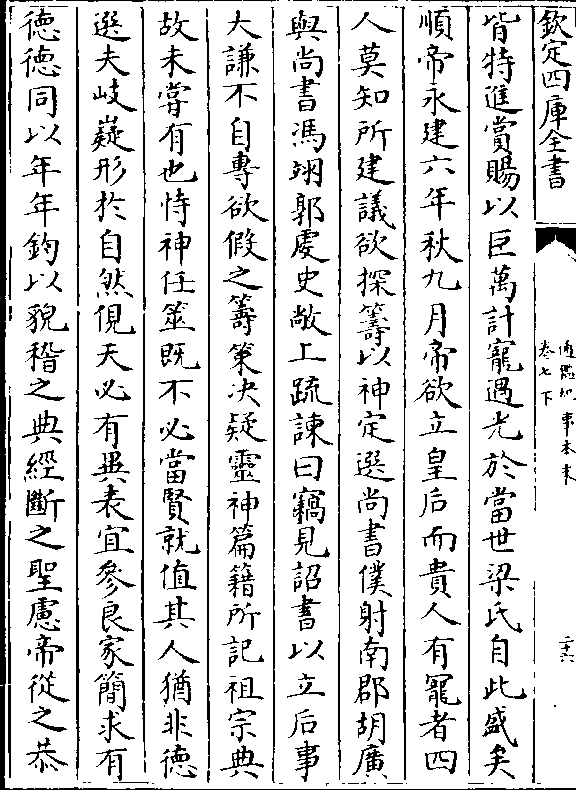 欽定四庫全書
通鑑紀事本末
卷七下
二十六
皆特進賞賜以巨萬計寵遇光於當世梁氏自此盛矣
順帝永建六年秋九月帝欲立皇后而貴人有寵者四
人莫知所建議欲探籌以神定選尚書僕射南郡胡廣
與尚書馮翊郭虔史敞上疏諫曰竊見詔書以立后事
大謙不自專欲假之籌策决疑靈神篇籍所記祖宗典
故未嘗有也恃神任筮既不必當賢就值其人猶非德
選夫岐嶷形於自然俔天必有異表宜參良家簡求有
德德同以年年鈞以貌稽之典經斷之聖慮帝從之恭